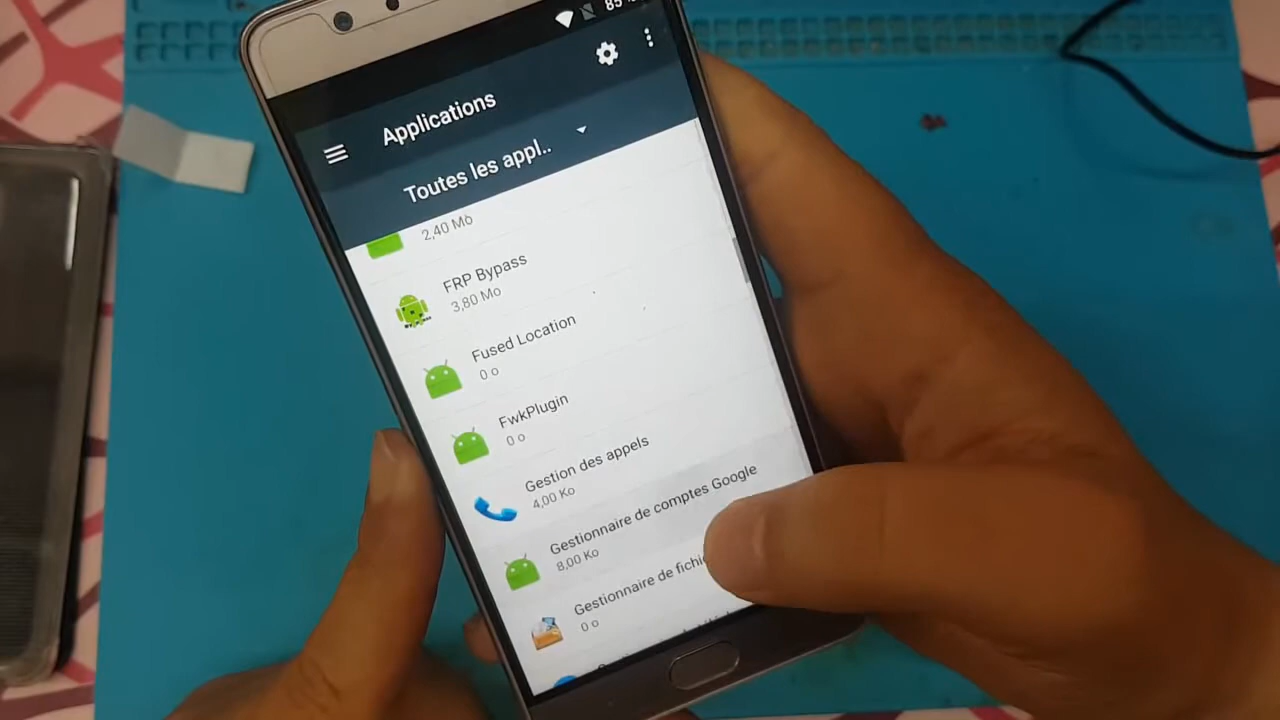 85
Applications
Toutes les appl..
2,40 Mo
FRP Bypass
3,80 Mo
Fused Location
0 o
FwkPlugin
0 o
Gestion des appels
4,00 Ko
Gestionnaire de comptes Google
8,00 Ko
Gestionnaire de fichi
0 o